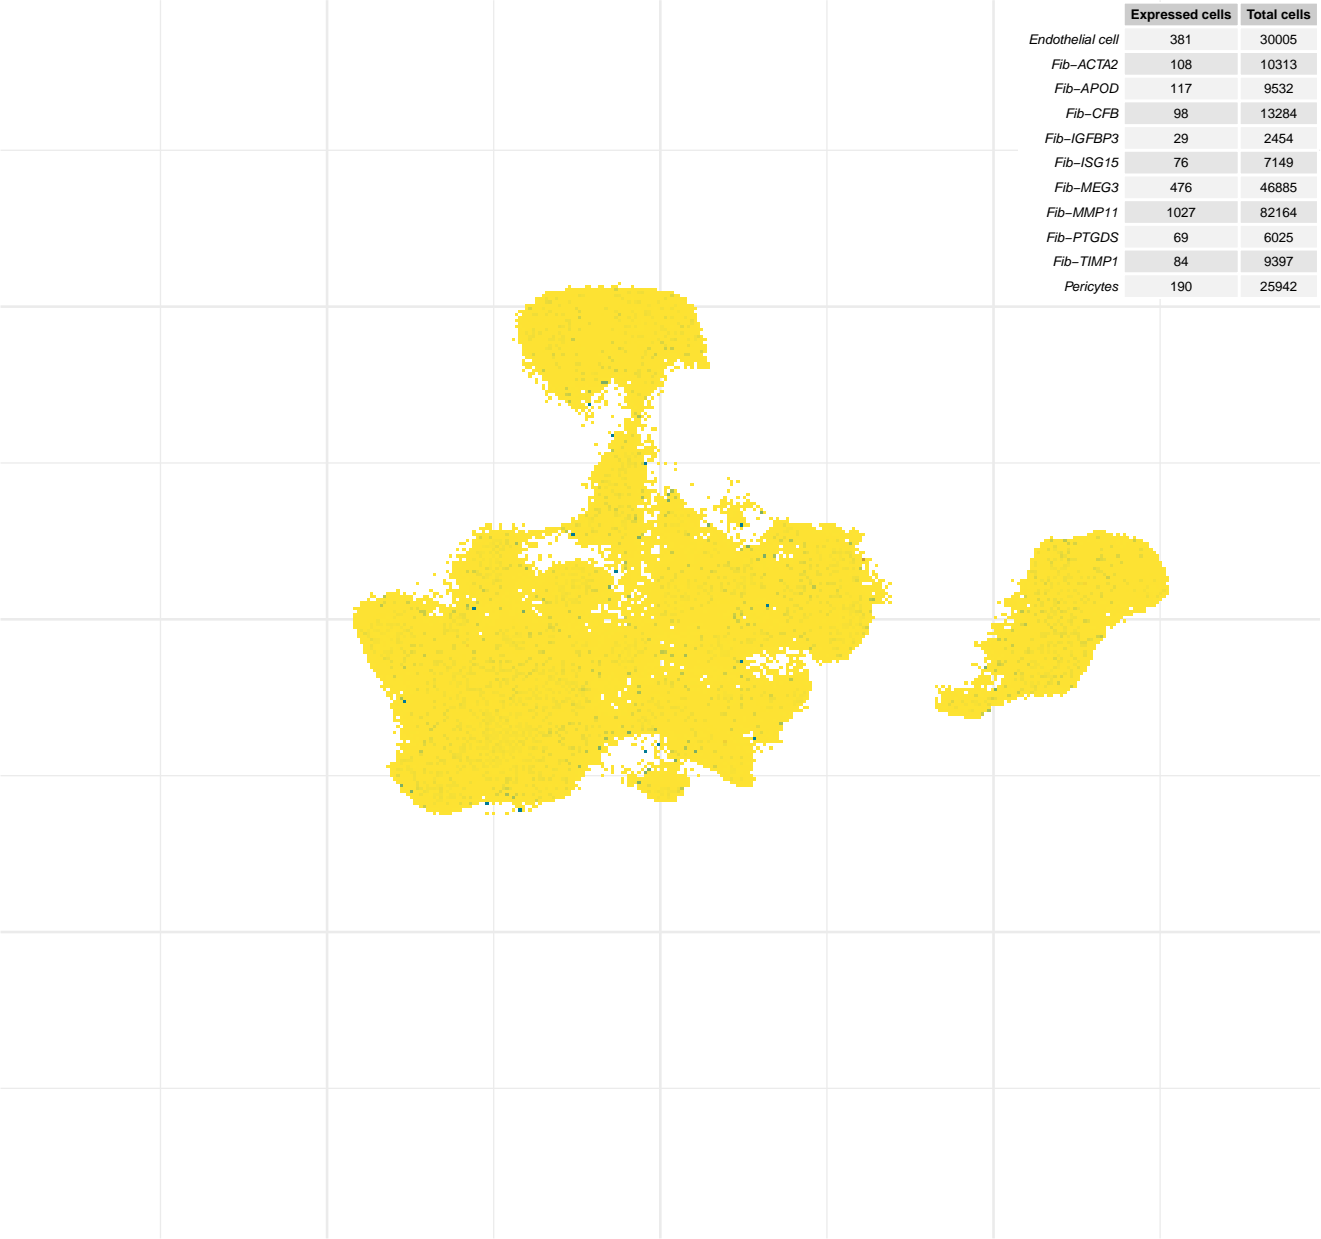 Expressed cells Total cells
Endothelial cell 381 30005
Fib−ACTA2 108 10313
Fib−APOD 117 9532
Fib−CFB 98 13284
Fib−IGFBP3 29 2454
Fib−ISG15 76 7149
Fib−MEG3 476 46885
Fib−MMP11 1027 82164
Fib−PTGDS 69 6025
Fib−TIMP1 84 9397
Pericytes 190 25942